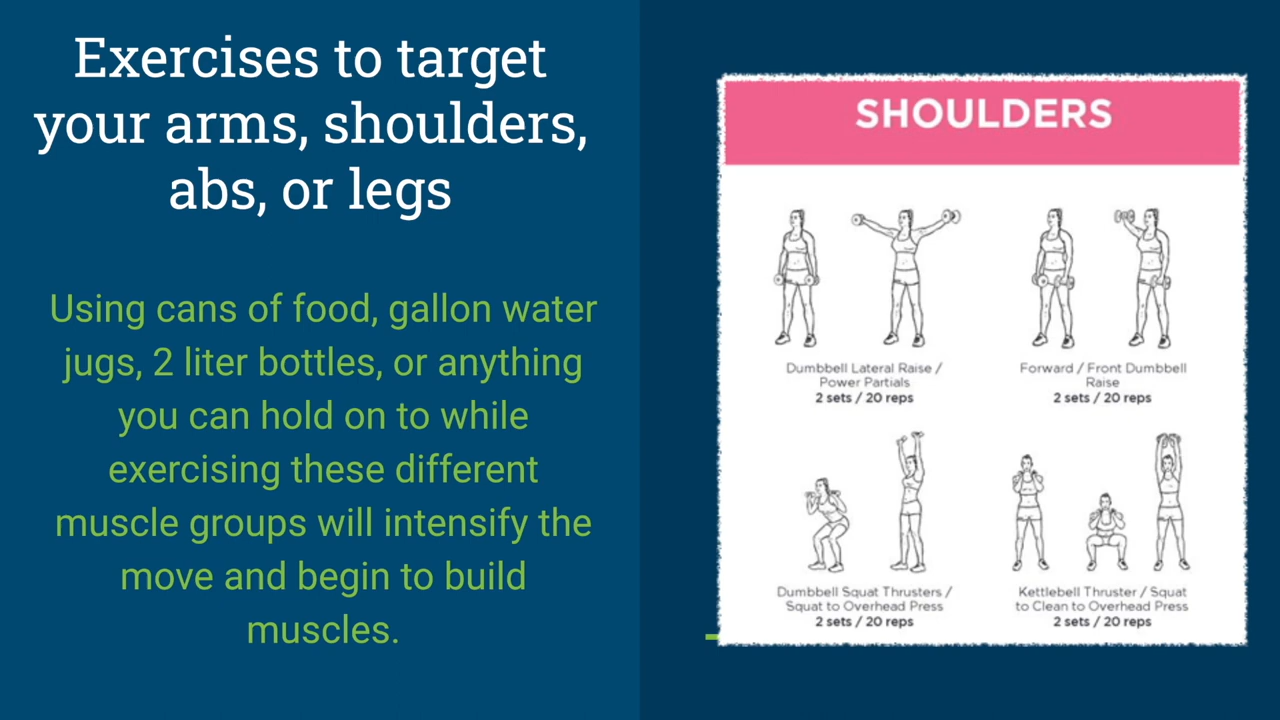 Exercises to target
your arms, shoulders,
abs, or legs
Using cans of food, gallon water
jugs, 2 liter bottles, or anything
you can hold on to while
exercising these different
muscle groups will intensify the
move and begin to build
muscles.
SHOULDERS
Dumbbell Lateral Raise /
Power Partials
2 sets / 20 reps
Forward / Front Dumbbell
Raise
2 sets / 20 reps
Dumbbell Squat Thrusters /
Squat to Overhead Press
2 sets / 20 reps
Kettlebell Thruster / Squat
to Clean to Overhead Press
2 sets / 20 reps